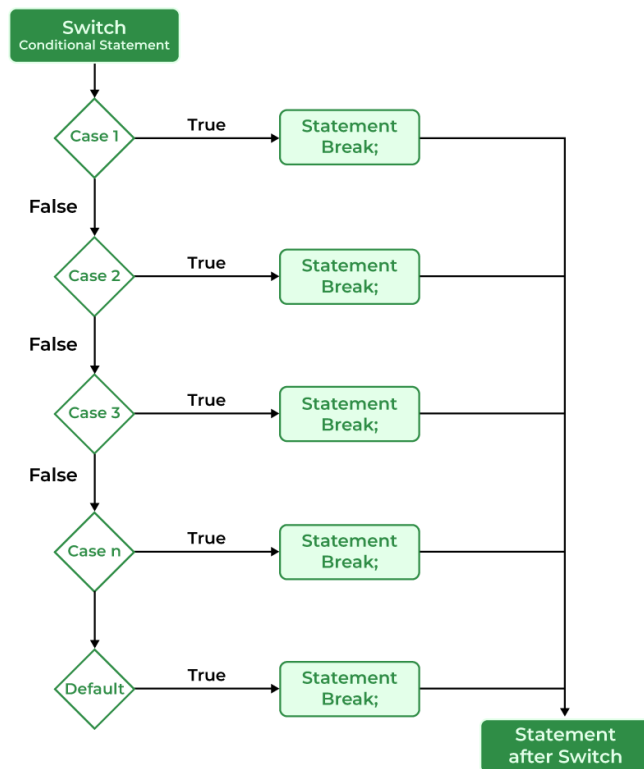 Switch
Conditional Statement
Case 1
True
Statement
Break;
False
Case 2
True
Statement
Break;
False
Case 3
True
Statement
Break;
False
Case n
True
Statement
Break;
Default
True
Statement
Break;
Statement
after Switch